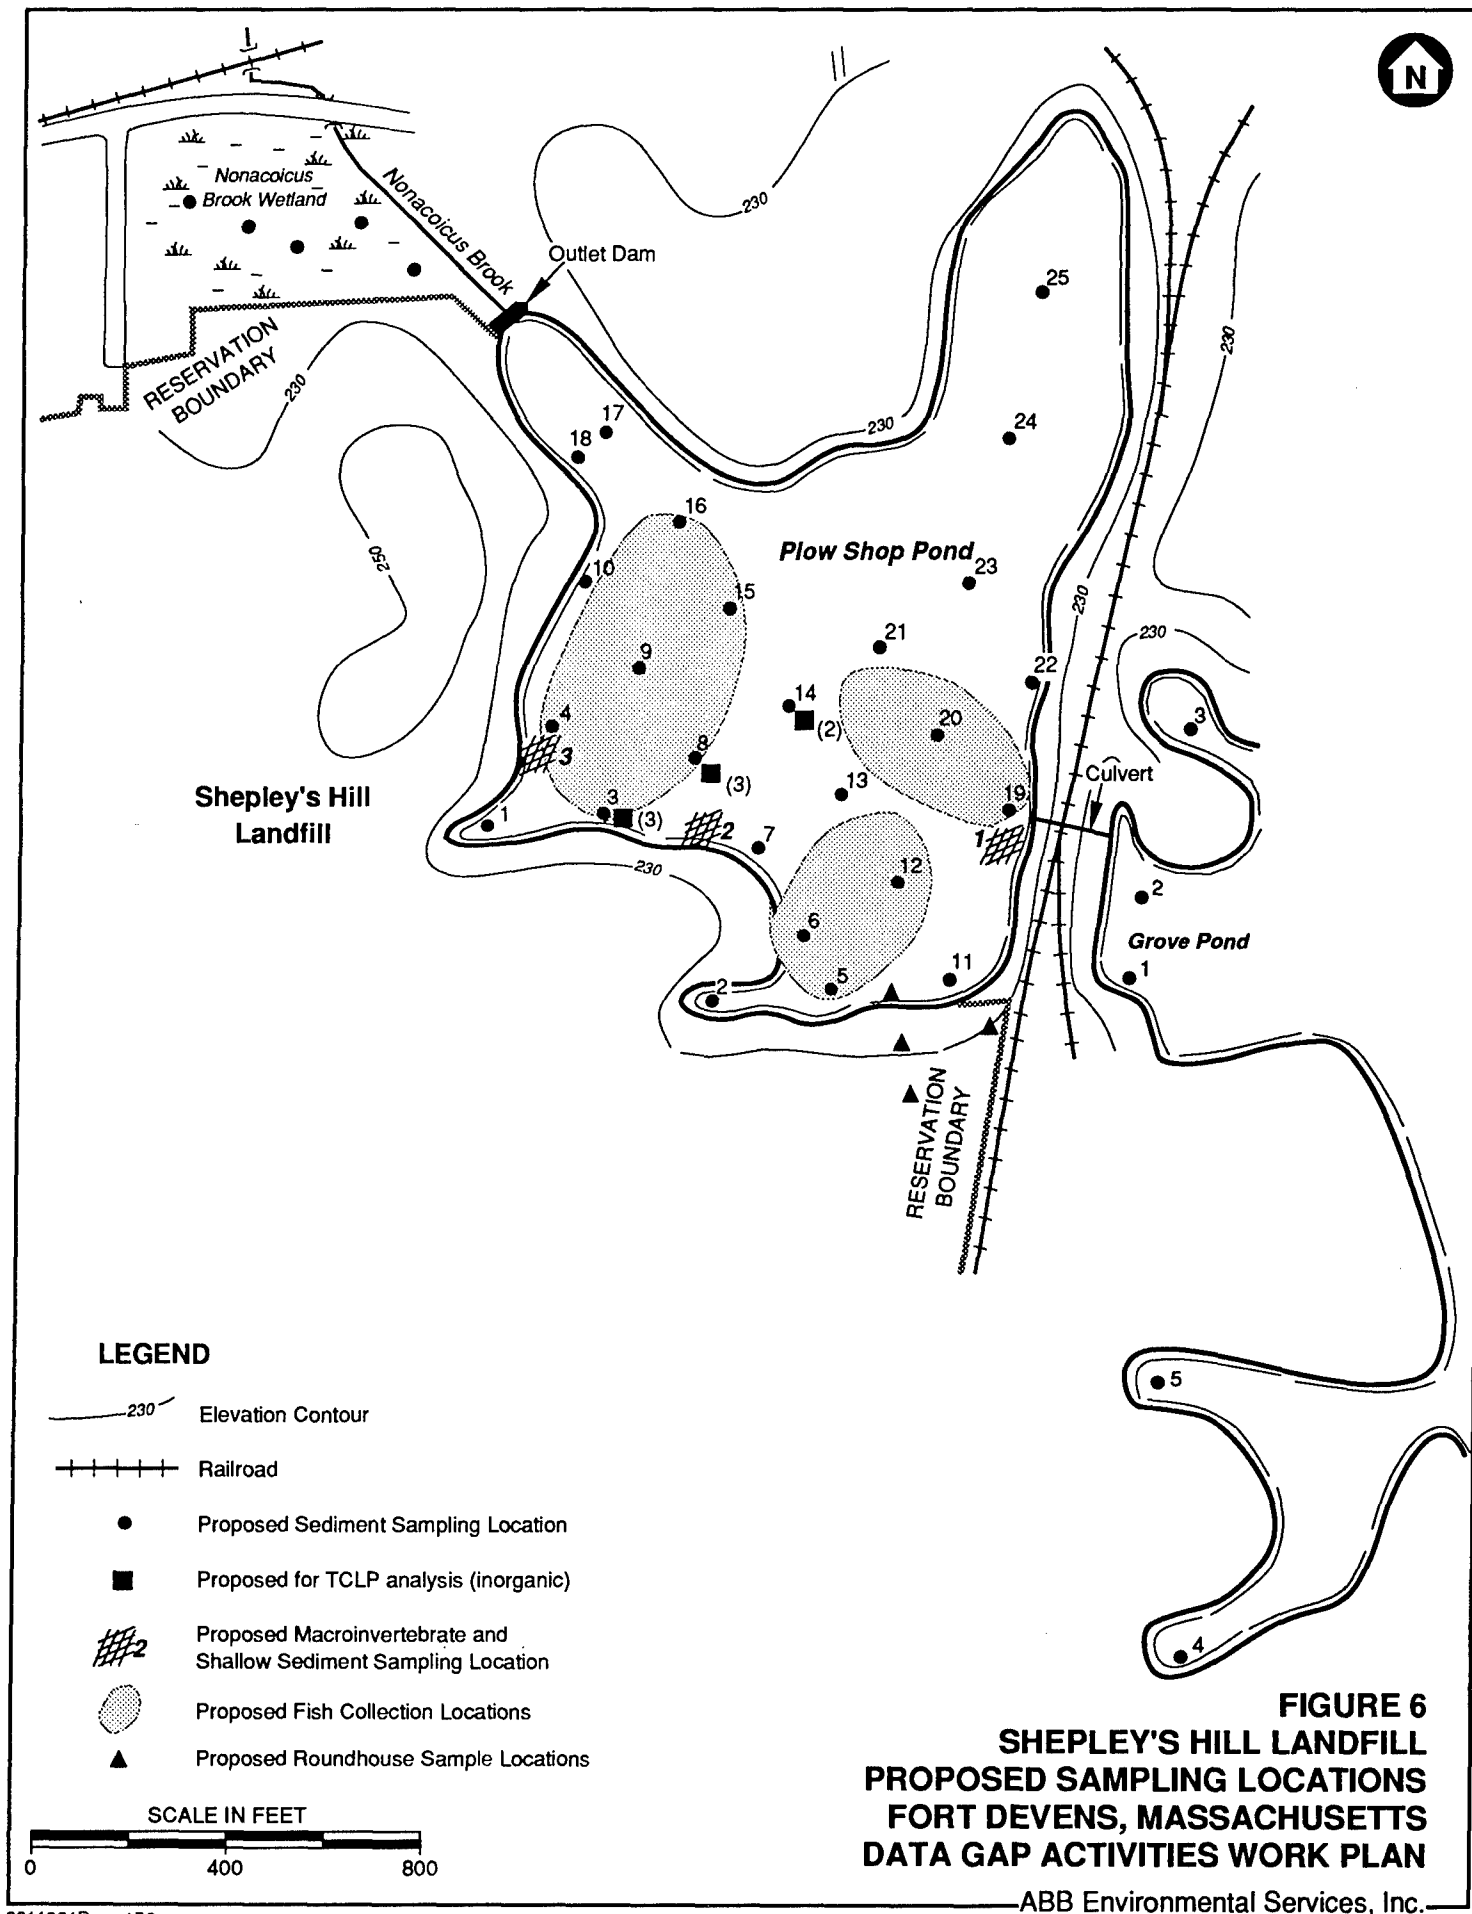 N
Nonacoicus
Brook Wetland
Nonacoicus Brook
Outlet Dam
230
RESERVATION
BOUNDARY
230
230
230
230
250
25
24
17
18
16
Plow Shop Pond
23
10
15
21
9
22
230
230
14
(2)
20
4
3
8
(3)
3
Culvert
13
19
1
Shepley's Hill
Landfill
1
3
(3)
2
7
230
12
2
6
Grove Pond
5
11
1
2
RESERVATION
BOUNDARY
5
4
LEGEND
230
Elevation Contour
Railroad
Proposed Sediment Sampling Location
Proposed for TCLP analysis (inorganic)
2
Proposed Macroinvertebrate and
Shallow Sediment Sampling Location
Proposed Fish Collection Locations
Proposed Roundhouse Sample Locations
SCALE IN FEET
0 400 800
FIGURE 6
SHEPLEY'S HILL LANDFILL
PROPOSED SAMPLING LOCATIONS
FORT DEVENS, MASSACHUSETTS
DATA GAP ACTIVITIES WORK PLAN
ABB Environmental Services, Inc.